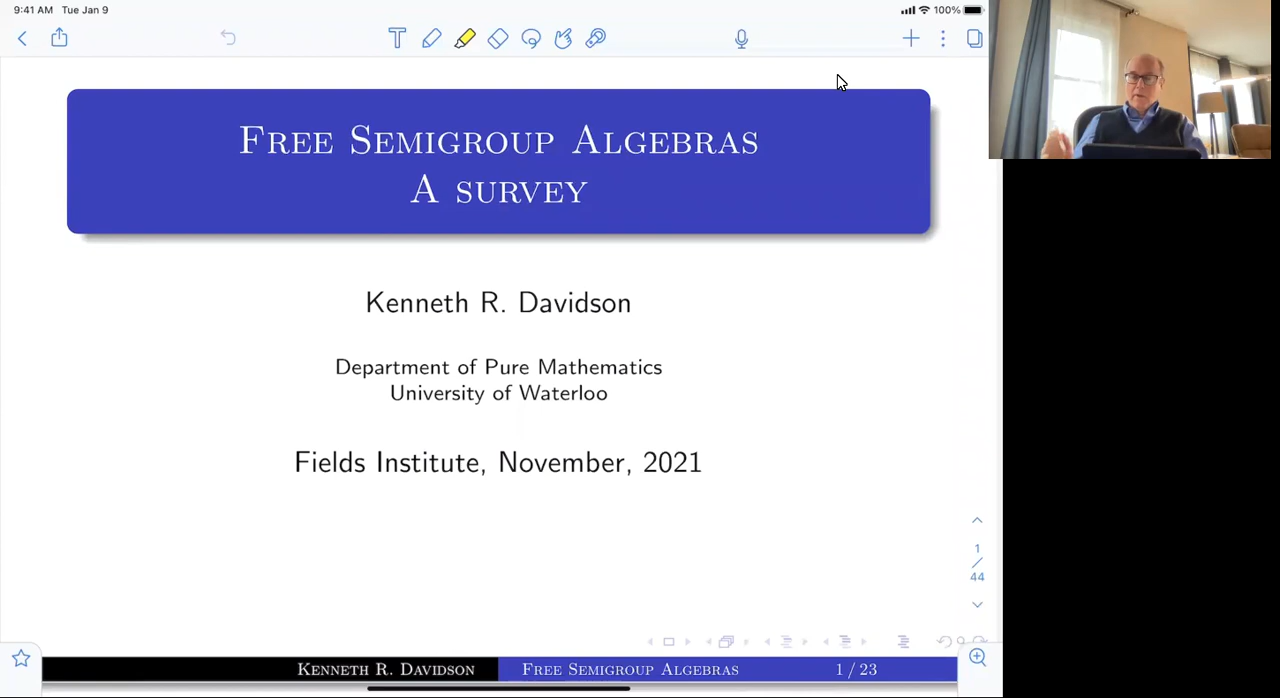 9:41 AM Tue Jan 9
100%
FREE SEMIGROUP ALGEBRAS
A SURVEY
Kenneth R. Davidson
Department of Pure Mathematics
University of Waterloo
Fields Institute, November, 2021
1
/
44
KENNETH R. DAVIDSON FREE SEMIGROUP ALGEBRAS 1 / 23